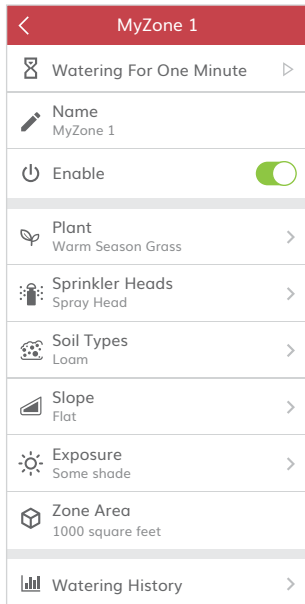 MyZone 1
Watering For One Minute
Name
MyZone 1
Enable
Plant
Warm Season Grass
Sprinkler Heads
Spray Head
Soil Types
Loam
Slope
Flat
Exposure
Some shade
Zone Area
1000 square feet
Watering History